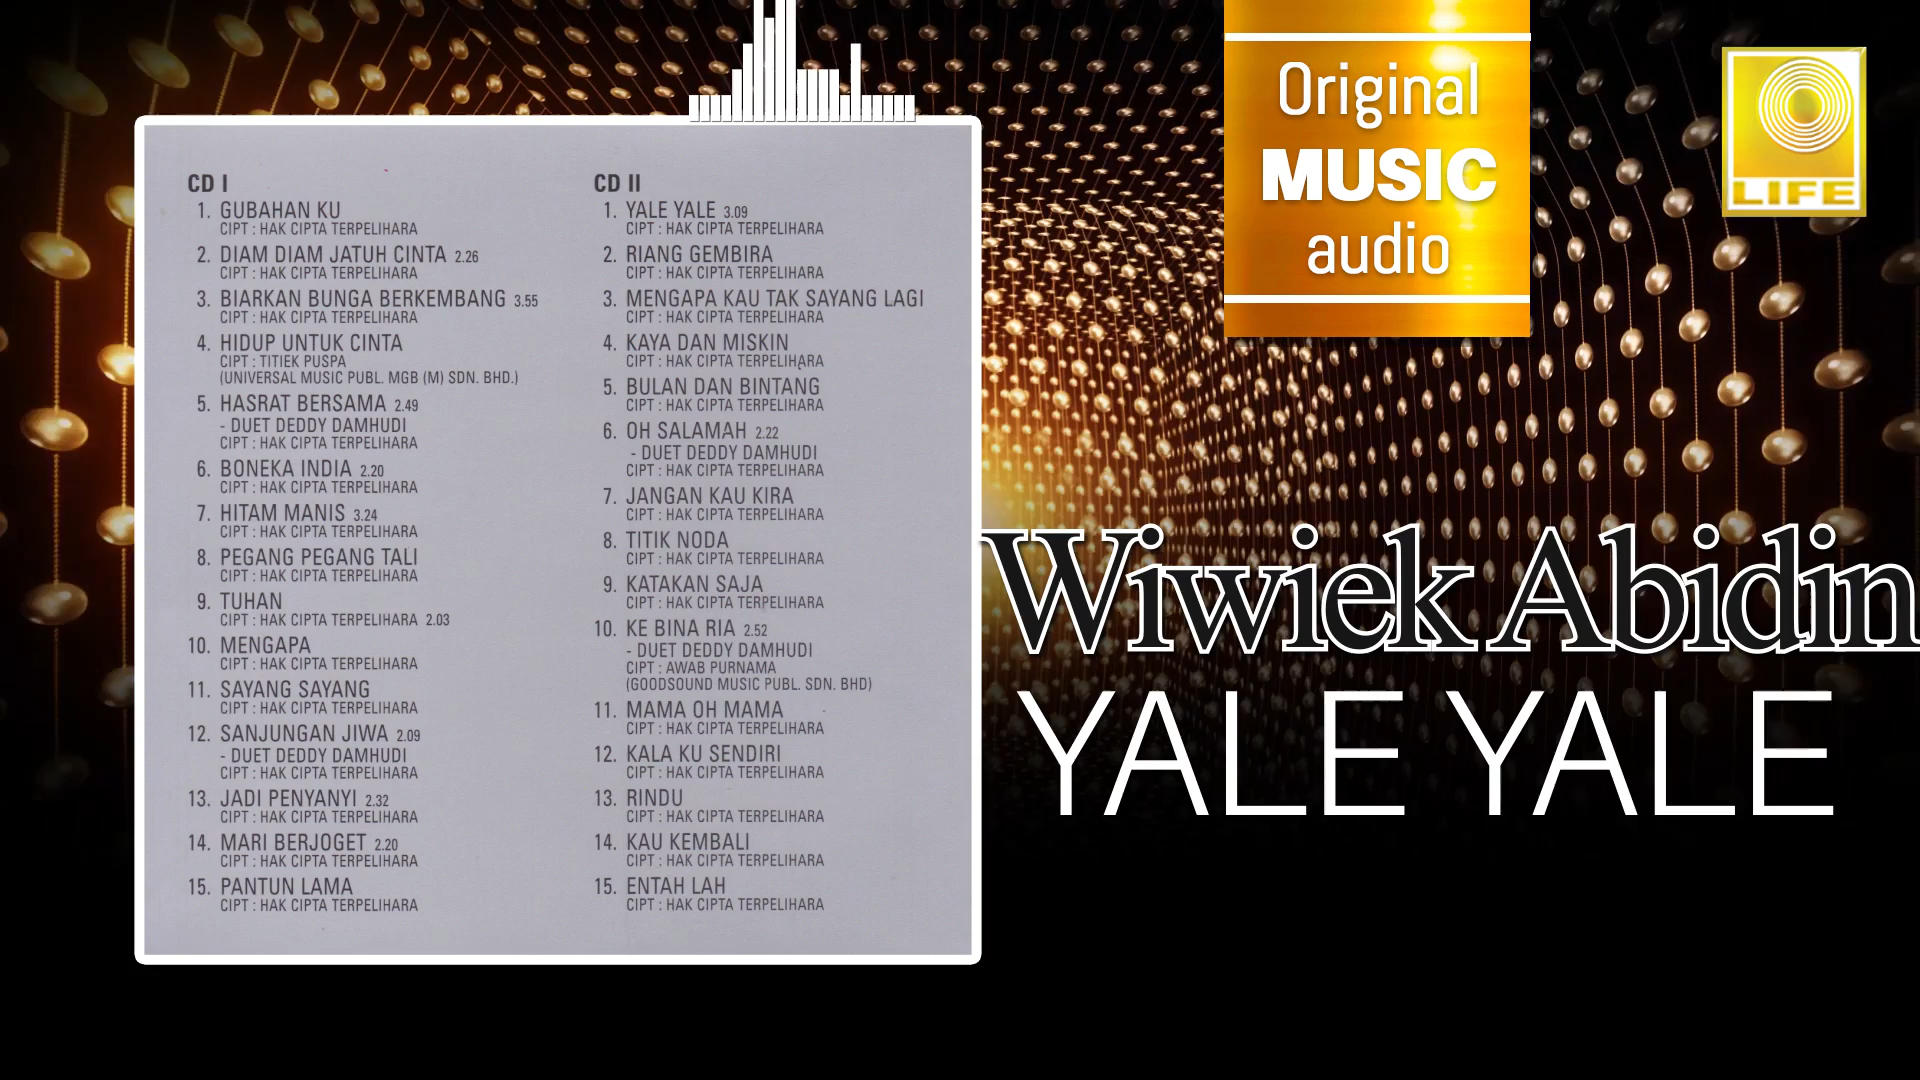 CD I
1. GUBAHAN KU
CIPT : HAK CIPTA TERPELIHARA
2. DIAM DIAM JATUH CINTA 2.26
CIPT : HAK CIPTA TERPELIHARA
3. BIARKAN BUNGA BERKEMBANG 3.55
CIPT : HAK CIPTA TERPELIHARA
4. HIDUP UNTUK CINTA
CIPT : TITIEK PUSPA
(UNIVERSAL MUSIC PUBL. MGB (M) SDN. BHD.)
5. HASRAT BERSAMA 2.49
- DUET DEDDY DAMHUDI
CIPT : HAK CIPTA TERPELIHARA
6. BONEKA INDIA 2.20
CIPT : HAK CIPTA TERPELIHARA
7. HITAM MANIS 3.24
CIPT : HAK CIPTA TERPELIHARA
8. PEGANG PEGANG TALI
CIPT : HAK CIPTA TERPELIHARA
9. TUHAN
CIPT : HAK CIPTA TERPELIHARA 2.03
10. MENGAPA
CIPT : HAK CIPTA TERPELIHARA
11. SAYANG SAYANG
CIPT : HAK CIPTA TERPELIHARA
12. SANJUNGAN JIWA 2.09
- DUET DEDDY DAMHUDI
CIPT : HAK CIPTA TERPELIHARA
13. JADI PENYANYI 2.32
CIPT : HAK CIPTA TERPELIHARA
14. MARI BERJOGET 2.20
CIPT : HAK CIPTA TERPELIHARA
15. PANTUN LAMA
CIPT : HAK CIPTA TERPELIHARA
CD II
1. YALE YALE 3.09
CIPT : HAK CIPTA TERPELIHARA
2. RIANG GEMBIRA
CIPT : HAK CIPTA TERPELIHARA
3. MENGAPA KAU TAK SAYANG LAGI
CIPT : HAK CIPTA TERPELIHARA
4. KAYA DAN MISKIN
CIPT : HAK CIPTA TERPELIHARA
5. BULAN DAN BINTANG
CIPT : HAK CIPTA TERPELIHARA
6. OH SALAMAH 2.22
- DUET DEDDY DAMHUDI
CIPT : HAK CIPTA TERPELIHARA
7. JANGAN KAU KIRA
CIPT : HAK CIPTA TERPELIHARA
8. TITIK NODA
CIPT : HAK CIPTA TERPELIHARA
9. KATAKAN SAJA
CIPT : HAK CIPTA TERPELIHARA
10. KE BINA RIA 2.52
- DUET DEDDY DAMHUDI
CIPT : AWAB PURNAMA
(GOODSOUND MUSIC PUBL. SDN. BHD)
11. MAMA OH MAMA
CIPT : HAK CIPTA TERPELIHARA
12. KALA KU SENDIRI
CIPT : HAK CIPTA TERPELIHARA
13. RINDU
CIPT : HAK CIPTA TERPELIHARA
14. KAU KEMBALI
CIPT : HAK CIPTA TERPELIHARA
15. ENTAH LAH
CIPT : HAK CIPTA TERPELIHARA
Original
MUSIC
audio
LIFE
Wiwiek Abidin
YALE YALE